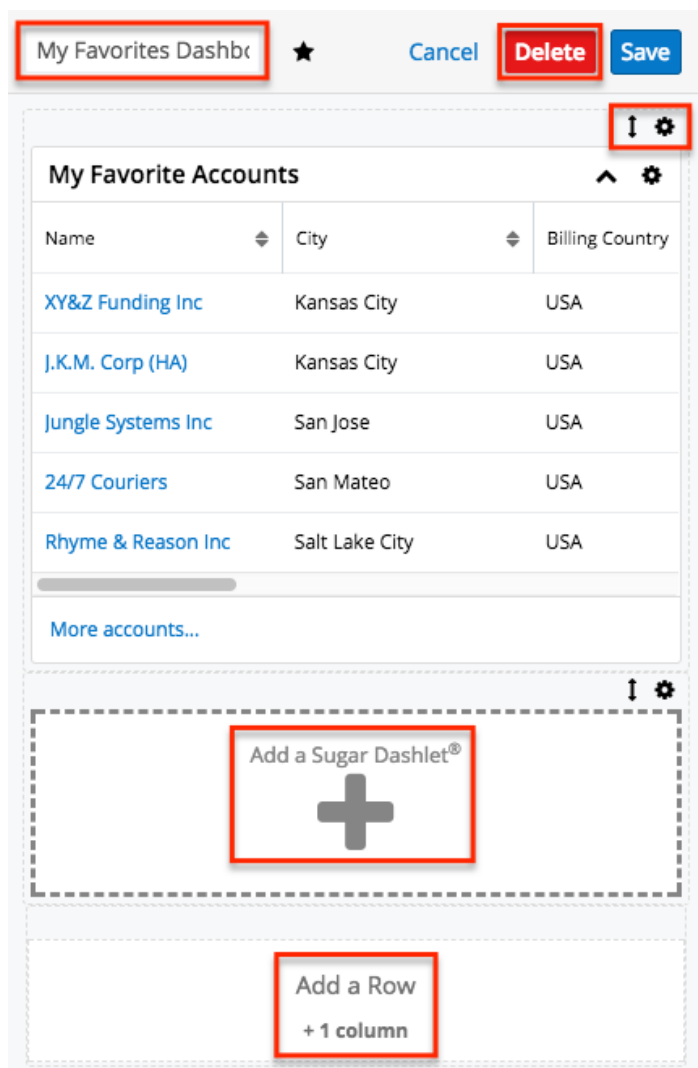 My Favorites Dashbo Cancel Delete Save
My Favorite Accounts
Name City Billing Country
XY&Z Funding Inc Kansas City USA
J.K.M. Corp (HA) Kansas City USA
Jungle Systems Inc San Jose USA
24/7 Couriers San Mateo USA
Rhyme & Reason Inc Salt Lake City USA
More accounts...
Add a Sugar Dashlet®
Add a Row
+ 1 column